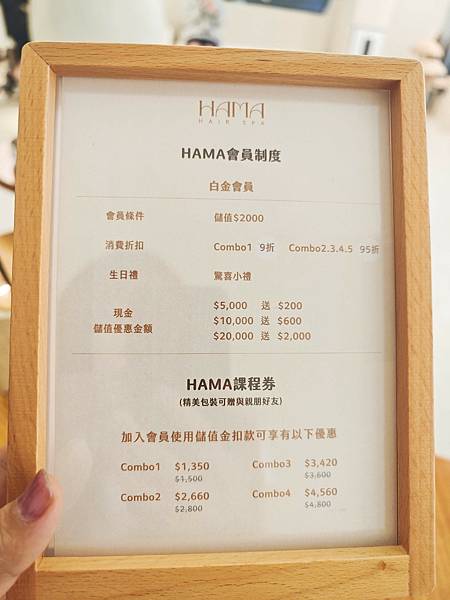 HAMA
HAIR SPA
HAMA會員制度
白金會員
會員條件 儲值$2000
消費折扣 Combo1 9折 Combo2.3.4.5 95折
生日禮 驚喜小禮
現金
儲值優惠金額
$5,000 送 $200
$10,000 送 $600
$20,000 送 $2,000
HAMA課程券
(精美包裝可贈與親朋好友)
加入會員使用儲值金扣款可享有以下優惠
Combo1 $1,350 Combo3 $3,420
$1,500 $3,600
Combo2 $2,660 Combo4 $4,560
$2,800 $4,800